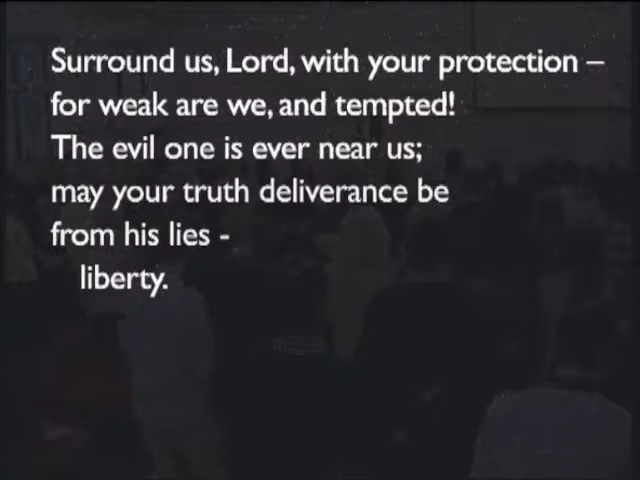 Surround us, Lord, with your protection –
for weak are we, and tempted!
The evil one is ever near us;
may your truth deliverance be
from his lies -
liberty.